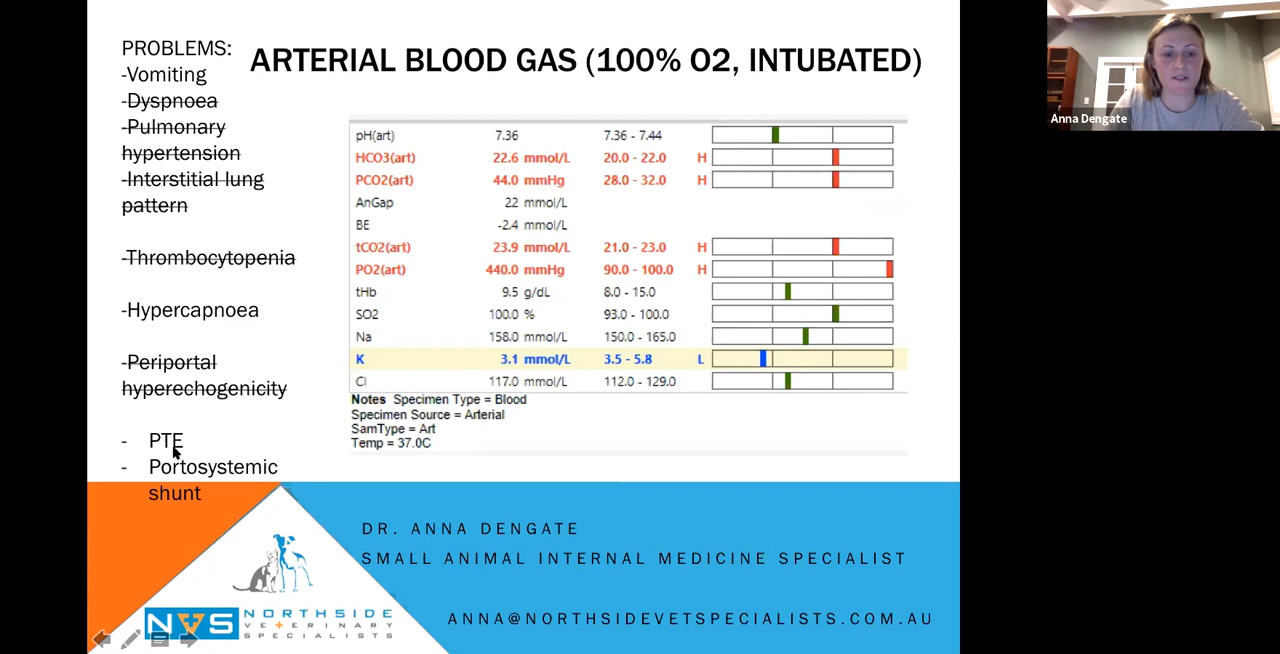 PROBLEMS:
-Vomiting
-Dyspnoea
-Pulmonary
hypertension
-Interstitial lung
pattern
-Thrombocytopenia
-Hypercapnoea
-Periportal
hyperechogenicity
- PTE
- Portosystemic
shunt
ARTERIAL BLOOD GAS (100% O2, INTUBATED)
pH(art) 7.36 7.36 - 7.44
HCO3(art) 22.6 mmol/L 20.0 - 22.0 H
PCO2(art) 44.0 mmHg 28.0 - 32.0 H
AnGap 22 mmol/L
BE -2.4 mmol/L
tCO2(art) 23.9 mmol/L 21.0 - 23.0 H
PO2(art) 440.0 mmHg 90.0 - 100.0 H
tHb 9.5 g/dL 8.0 - 15.0
SO2 100.0 % 93.0 - 100.0
Na 158.0 mmol/L 150.0 - 165.0
K 3.1 mmol/L 3.5 - 5.8 L
Cl 117.0 mmol/L 112.0 - 129.0
Notes Specimen Type = Blood
Specimen Source = Arterial
SamType = Art
Temp = 37.0C
DR. ANNA DENGATE
SMALL ANIMAL INTERNAL MEDICINE SPECIALIST
ANNA@NORTHSIDEVETSPECIALISTS.COM.AU
NVS
NORTHSIDE
VETERINARY
SPECIALISTS
Anna Dengate